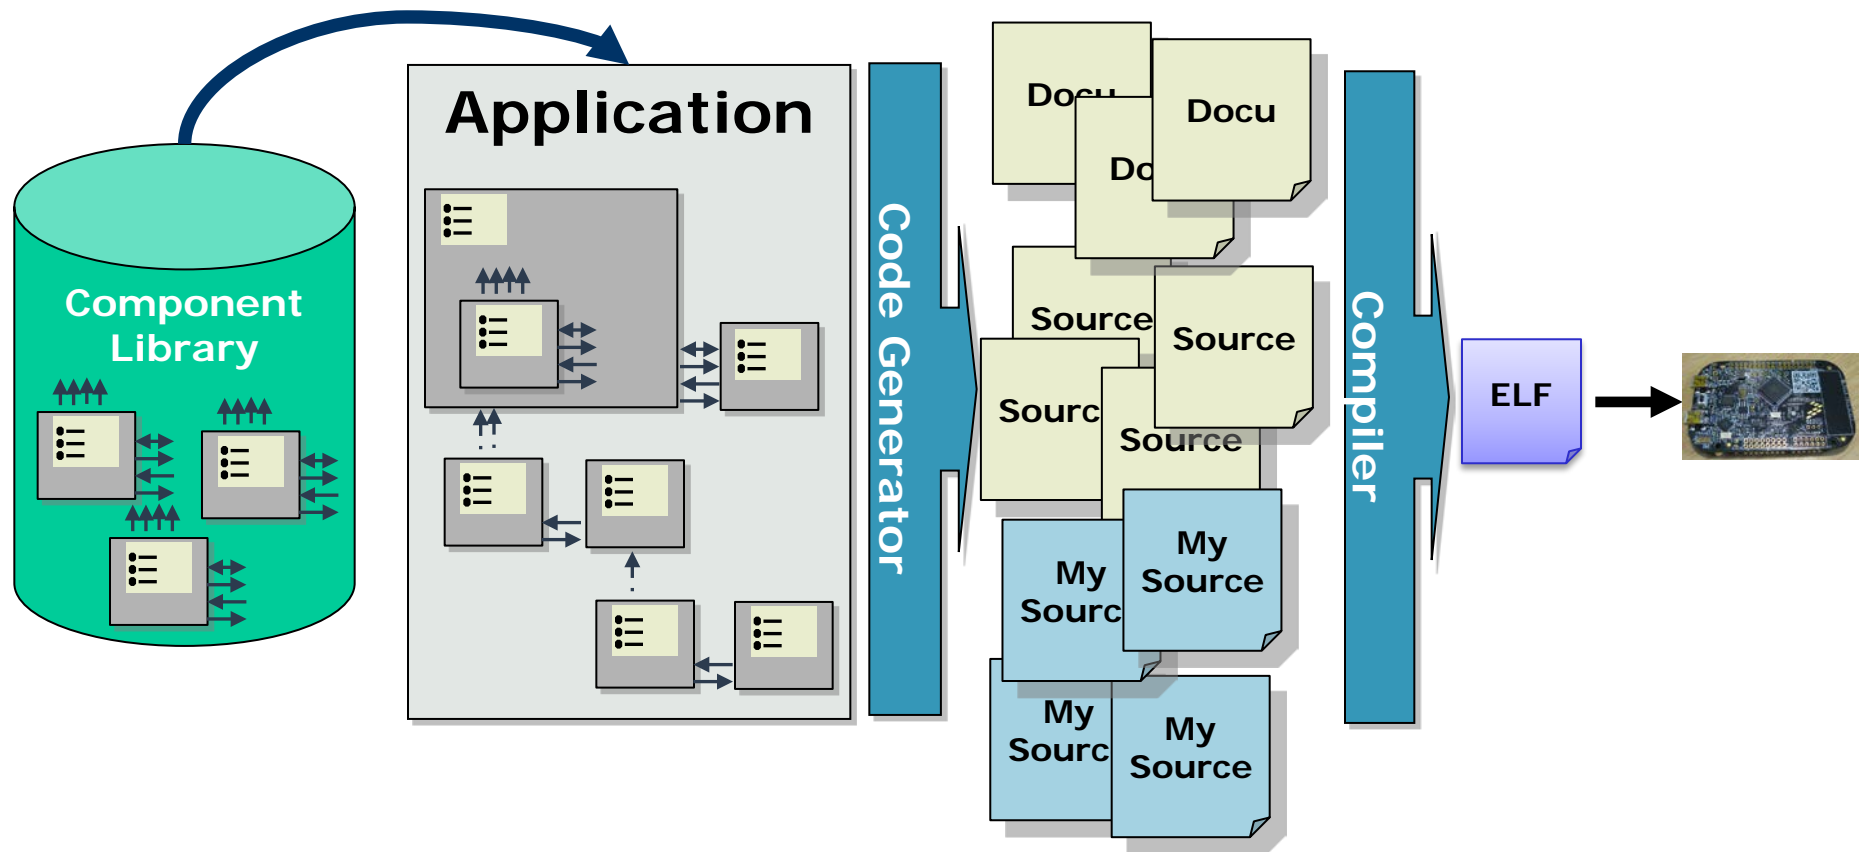 Application
Component
Library
Code Generator
Docu
Docu
Do
Source
Source
Sourc
Source
My
Sourc
My
Source
My
Sourc
My
Source
Compiler
ELF